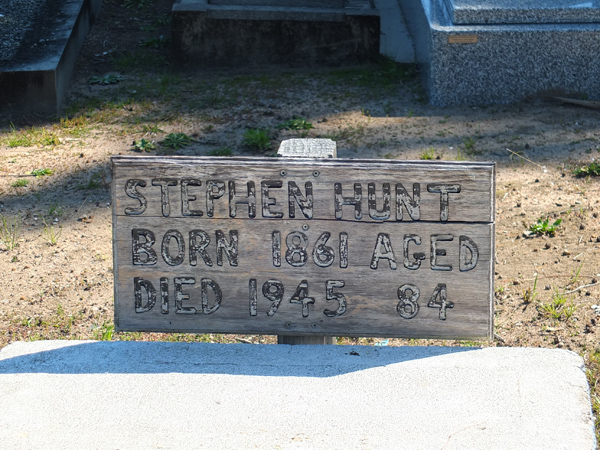 STEPHEN HUNT
BORN 1861 AGED
DIED 1945 84